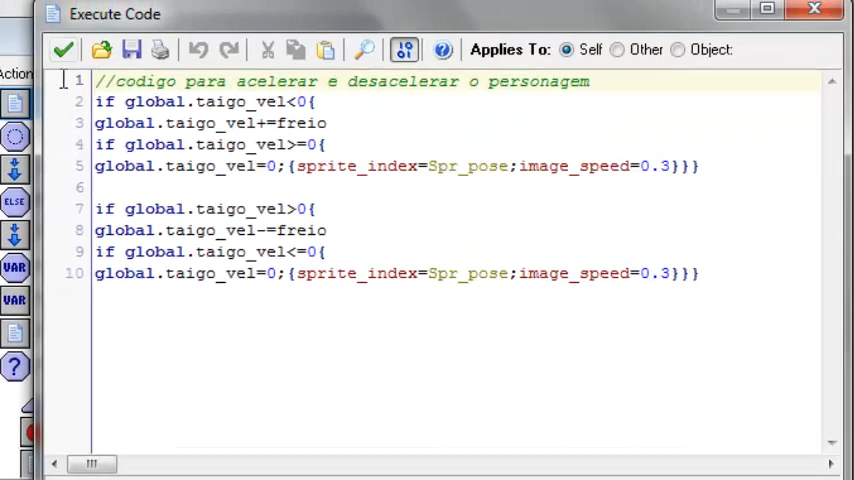 Execute Code
Applies To: Self Other Object:
Action
1 //codigo para acelerar e desacelerar o personagem
2 if global.taigo_vel<0{
3 global.taigo_vel+=freio
4 if global.taigo_vel>=0{
5 global.taigo_vel=0;{sprite_index=Spr_pose;image_speed=0.3}}}
6
7 if global.taigo_vel>0{
8 global.taigo_vel-=freio
9 if global.taigo_vel<=0{
10 global.taigo_vel=0;{sprite_index=Spr_pose;image_speed=0.3}}}
ELSE
VAR
VAR